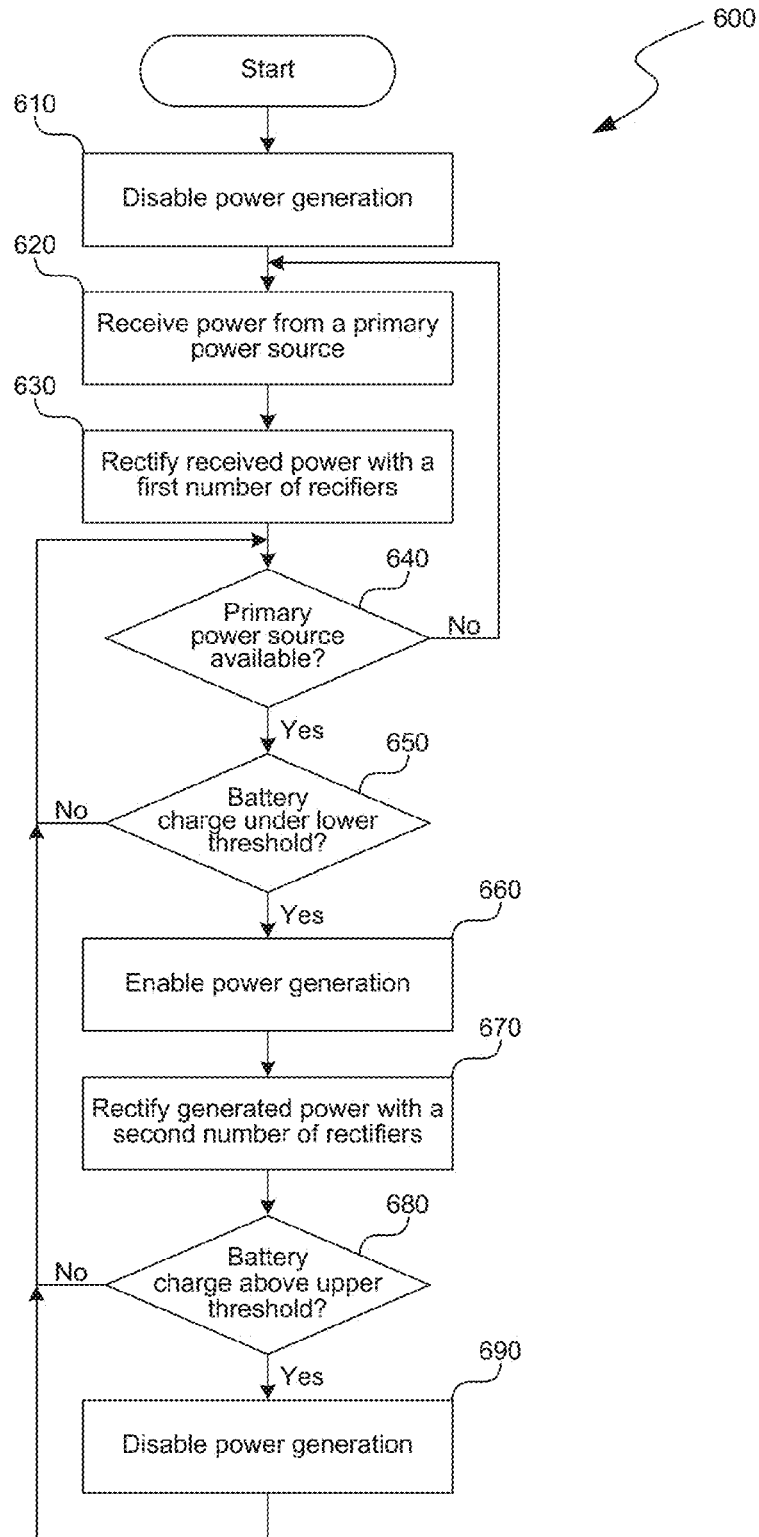 600
Start
610
Disable power generation
620
Receive power from a primary
power source
630
Rectify received power with a
first number of recifiers
640
Primary
power source
available?
No
Yes
650
Battery
charge under lower
threshold?
No
Yes
660
Enable power generation
670
Rectify generated power with a
second number of rectifiers
680
Battery
charge above upper
threshold?
No
Yes
690
Disable power generation